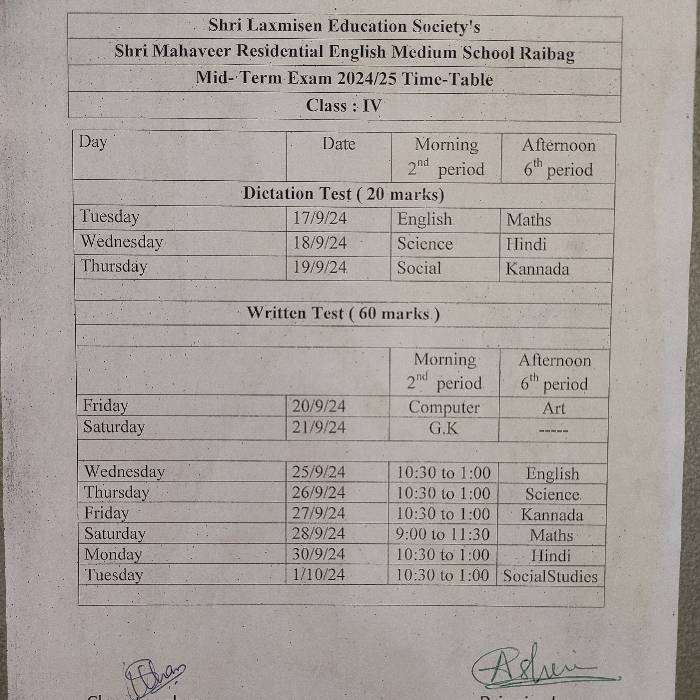 Shri Laxmisen Education Society's
Shri Mahaveer Residential English Medium School Raibag
Mid- Term Exam 2024/25 Time-Table
Class : IV
Day Date Morning Afternoon
2nd period 6th period
Dictation Test ( 20 marks)
Tuesday 17/9/24 English Maths
Wednesday 18/9/24 Science Hindi
Thursday 19/9/24 Social Kannada
Written Test ( 60 marks )
Morning Afternoon
2nd period 6th period
Friday 20/9/24 Computer Art
Saturday 21/9/24 G.K -----
Wednesday 25/9/24 10:30 to 1:00 English
Thursday 26/9/24 10:30 to 1:00 Science
Friday 27/9/24 10:30 to 1:00 Kannada
Saturday 28/9/24 9:00 to 11:30 Maths
Monday 30/9/24 10:30 to 1:00 Hindi
Tuesday 1/10/24 10:30 to 1:00 SocialStudies